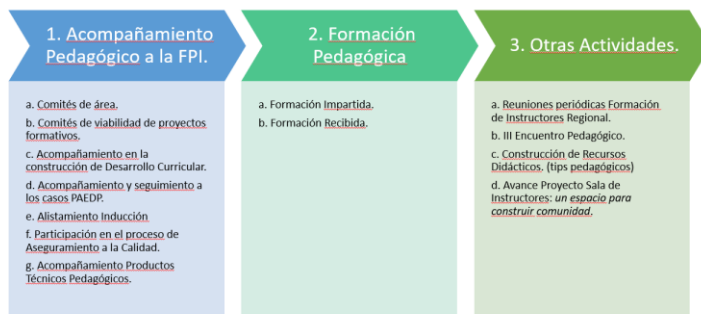 1. Acompañamiento
Pedagógico a la FPI.
a. Comités de área.
b. Comités de viabilidad de proyectos
formativos.
c. Acompañamiento en la
construcción de Desarrollo Curricular.
d. Acompañamiento y seguimiento a
los casos PAEDP.
e. Alistamiento Inducción
f. Participación en el proceso de
Aseguramiento a la Calidad.
g. Acompañamiento Productos
Técnicos Pedagógicos.
2. Formación
Pedagógica
a. Formación Impartida.
b. Formación Recibida.
3. Otras Actividades.
a. Reuniones periódicas Formación
de Instructores Regional.
b. III Encuentro Pedagógico.
c. Construcción de Recursos
Didácticos. (tips pedagógicos)
d. Avance Proyecto Sala de
Instructores: un espacio para
construir comunidad.